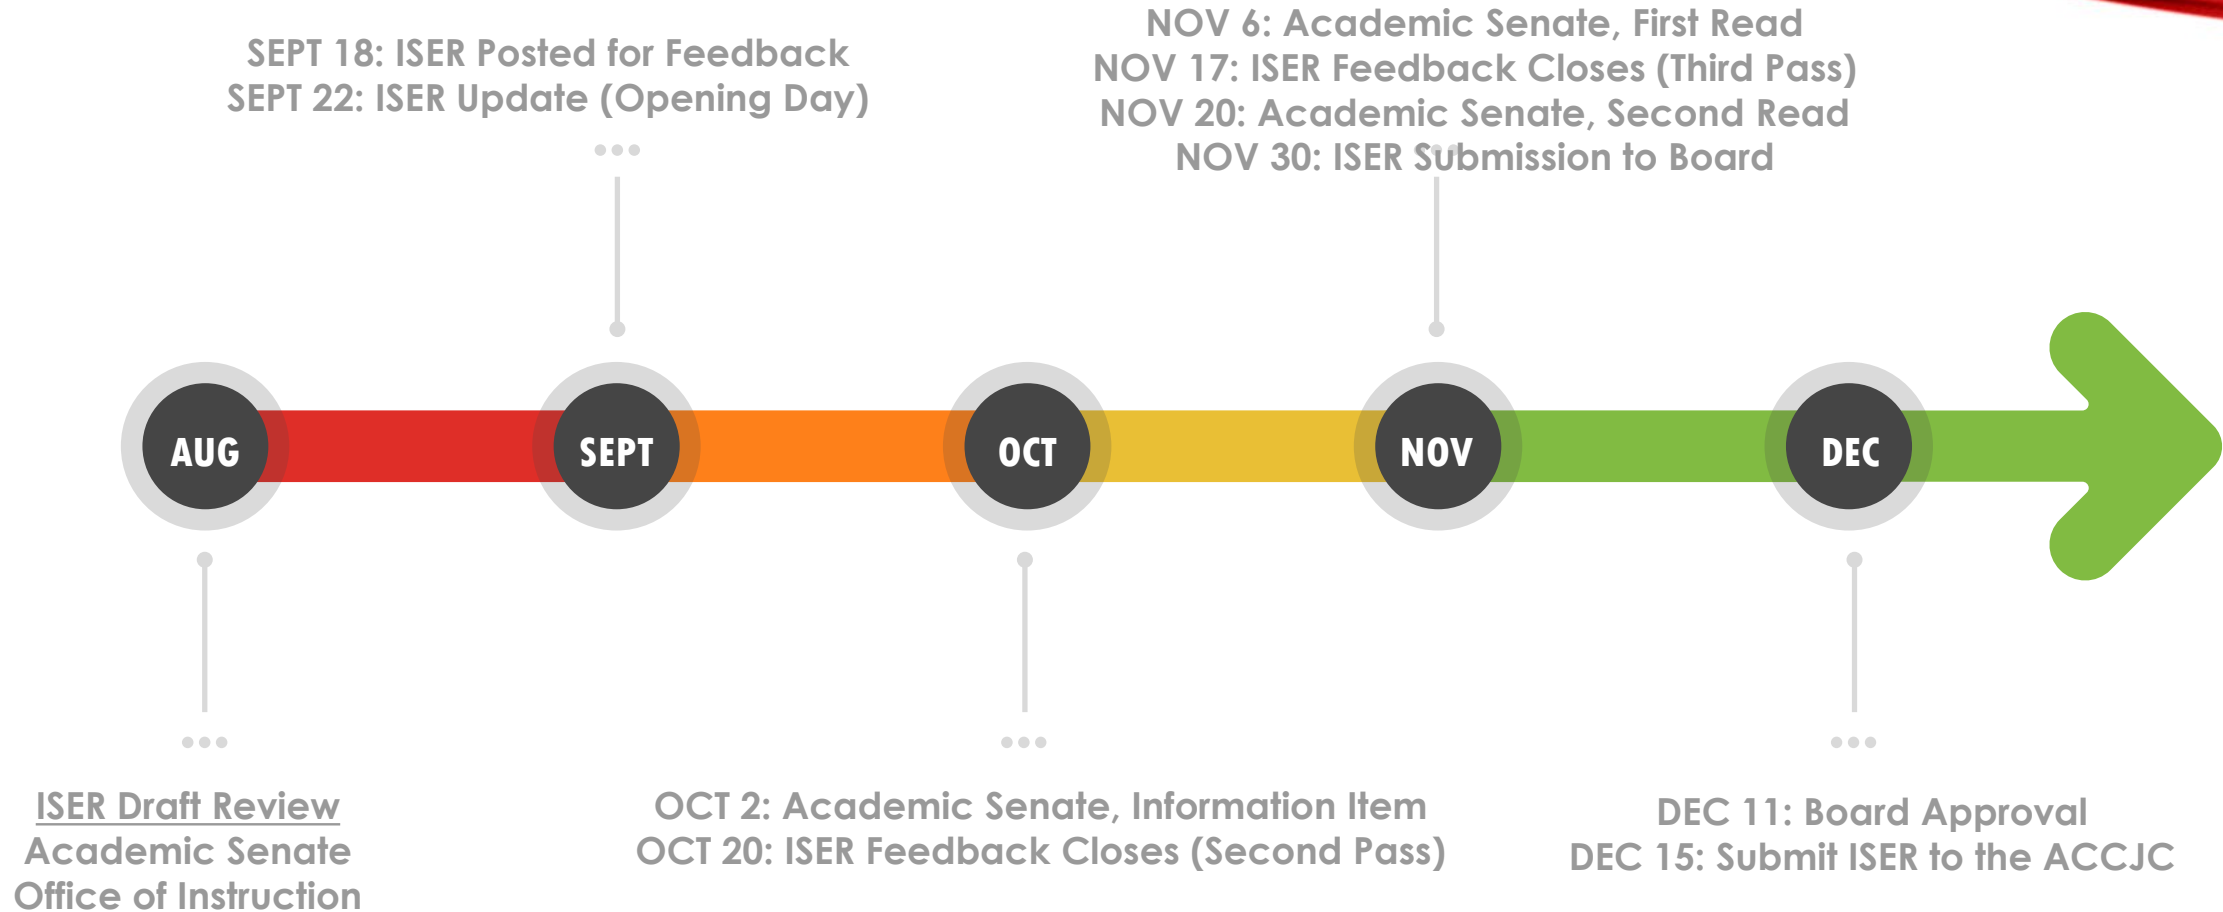 SEPT 18: ISER Posted for Feedback
SEPT 22: ISER Update (Opening Day)
NOV 6: Academic Senate, First Read
NOV 17: ISER Feedback Closes (Third Pass)
NOV 20: Academic Senate, Second Read
NOV 30: ISER Submission to Board
AUG
SEPT
OCT
NOV
DEC
ISER Draft Review
Academic Senate
Office of Instruction
OCT 2: Academic Senate, Information Item
OCT 20: ISER Feedback Closes (Second Pass)
DEC 11: Board Approval
DEC 15: Submit ISER to the ACCJC